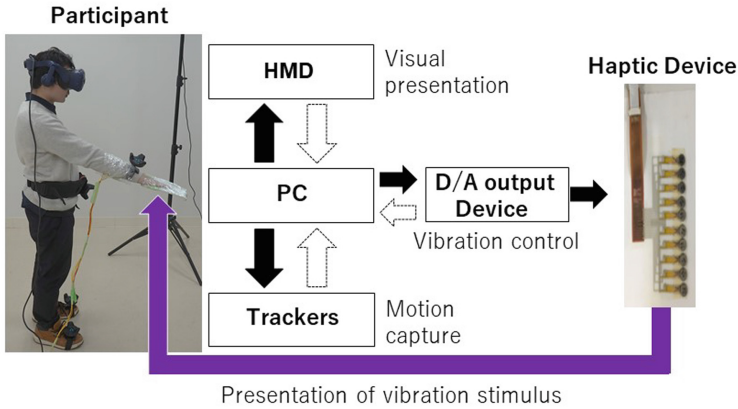 Participant
HMD
Visual
presentation
Haptic Device
PC
D/A output
Device
Vibration control
Trackers
Motion
capture
Presentation of vibration stimulus